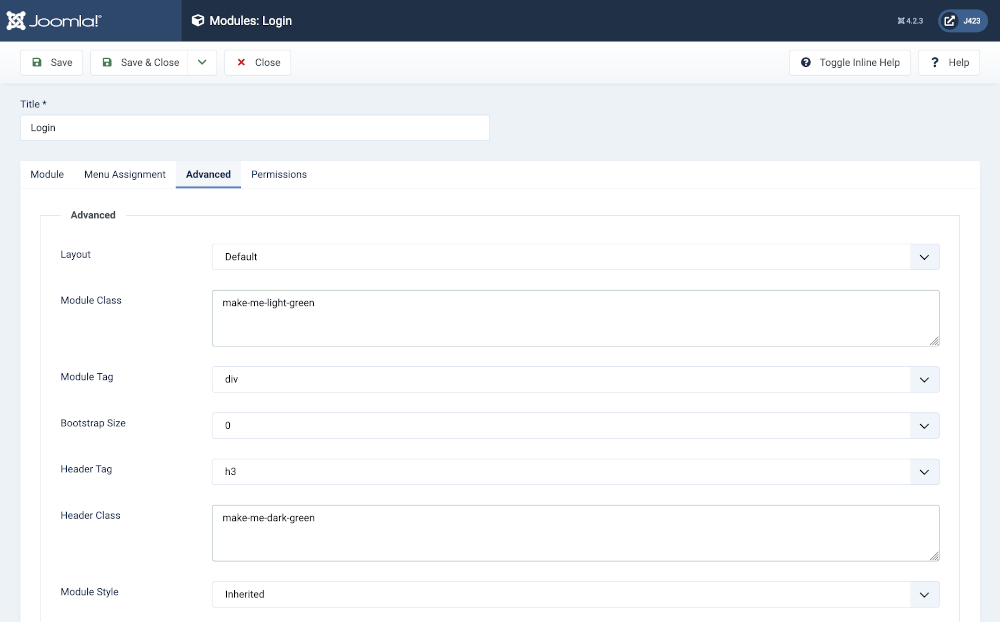 Joomla!® Modules: Login 4.2.3 J423
Save Save & Close Close Toggle Inline Help ? Help
Title *
Login
Module Menu Assignment Advanced Permissions
Advanced
Layout Default
Module Class make-me-light-green
Module Tag div
Bootstrap Size 0
Header Tag h3
Header Class make-me-dark-green
Module Style Inherited